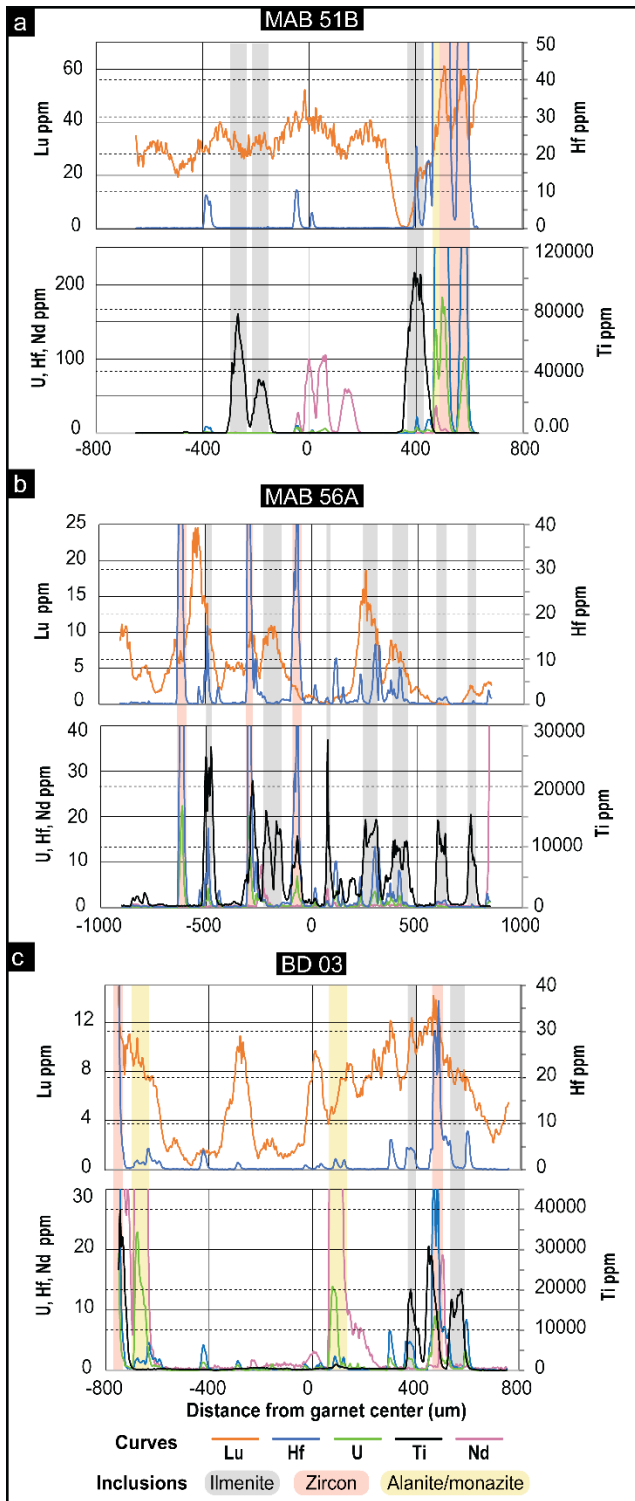 a
MAB 51B
60
40
20
0
Lu ppm
50
40
30
20
10
0
Hf ppm
200
100
0
U, Hf, Nd ppm
120000
80000
40000
0.00
Ti ppm
-800 -400 0 400 800
b
MAB 56A
25
20
15
10
5
0
Lu ppm
40
30
20
10
0
Hf ppm
40
30
20
10
0
U, Hf, Nd ppm
30000
20000
10000
0
Ti ppm
-1000 -500 0 500 1000
c
BD 03
12
8
4
0
Lu ppm
40
30
20
10
0
Hf ppm
30
20
10
0
U, Hf, Nd ppm
40000
30000
20000
10000
0
Ti ppm
-800 -400 0 400 800
Distance from garnet center (um)
Curves Lu Hf U Ti Nd
Inclusions Ilmenite Zircon Alanite/monazite